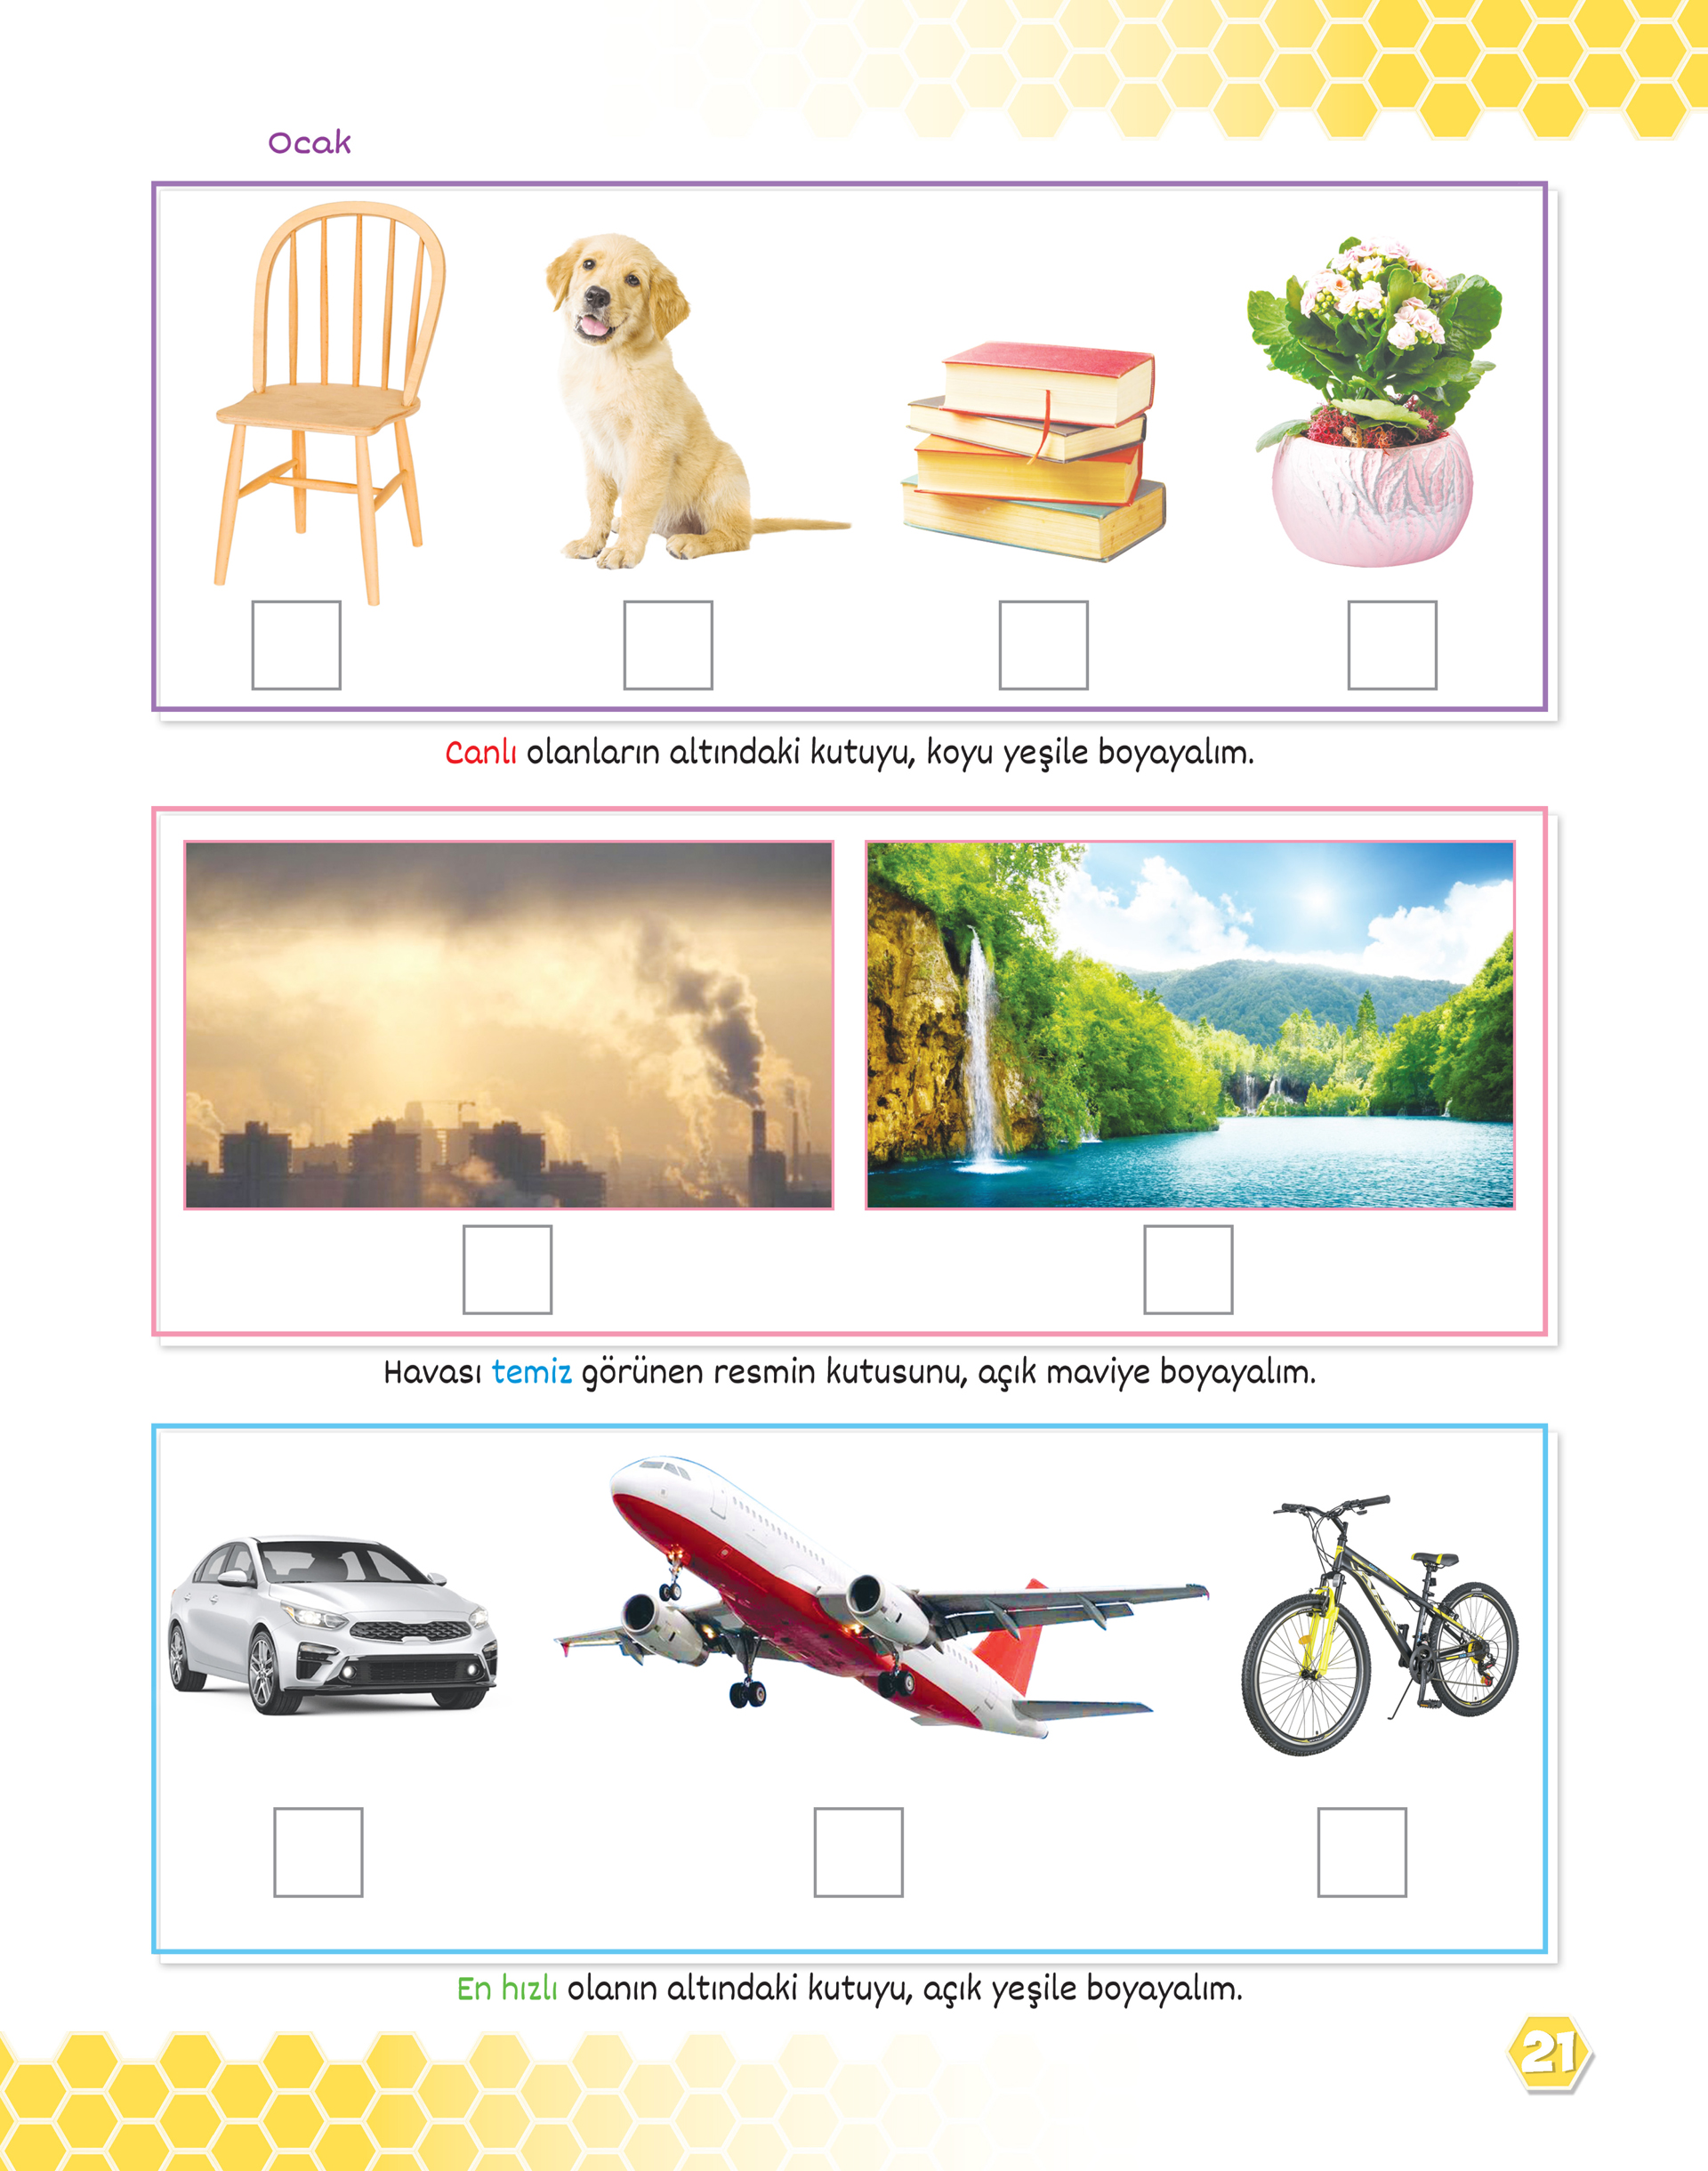 Ocak
Canlı olanların altındaki kutuyu, koyu yeşile boyayalım.
Havası temiz görünen resmin kutusunu, açık maviye boyayalım.
En hızlı olanın altındaki kutuyu, açık yeşile boyayalım.
21